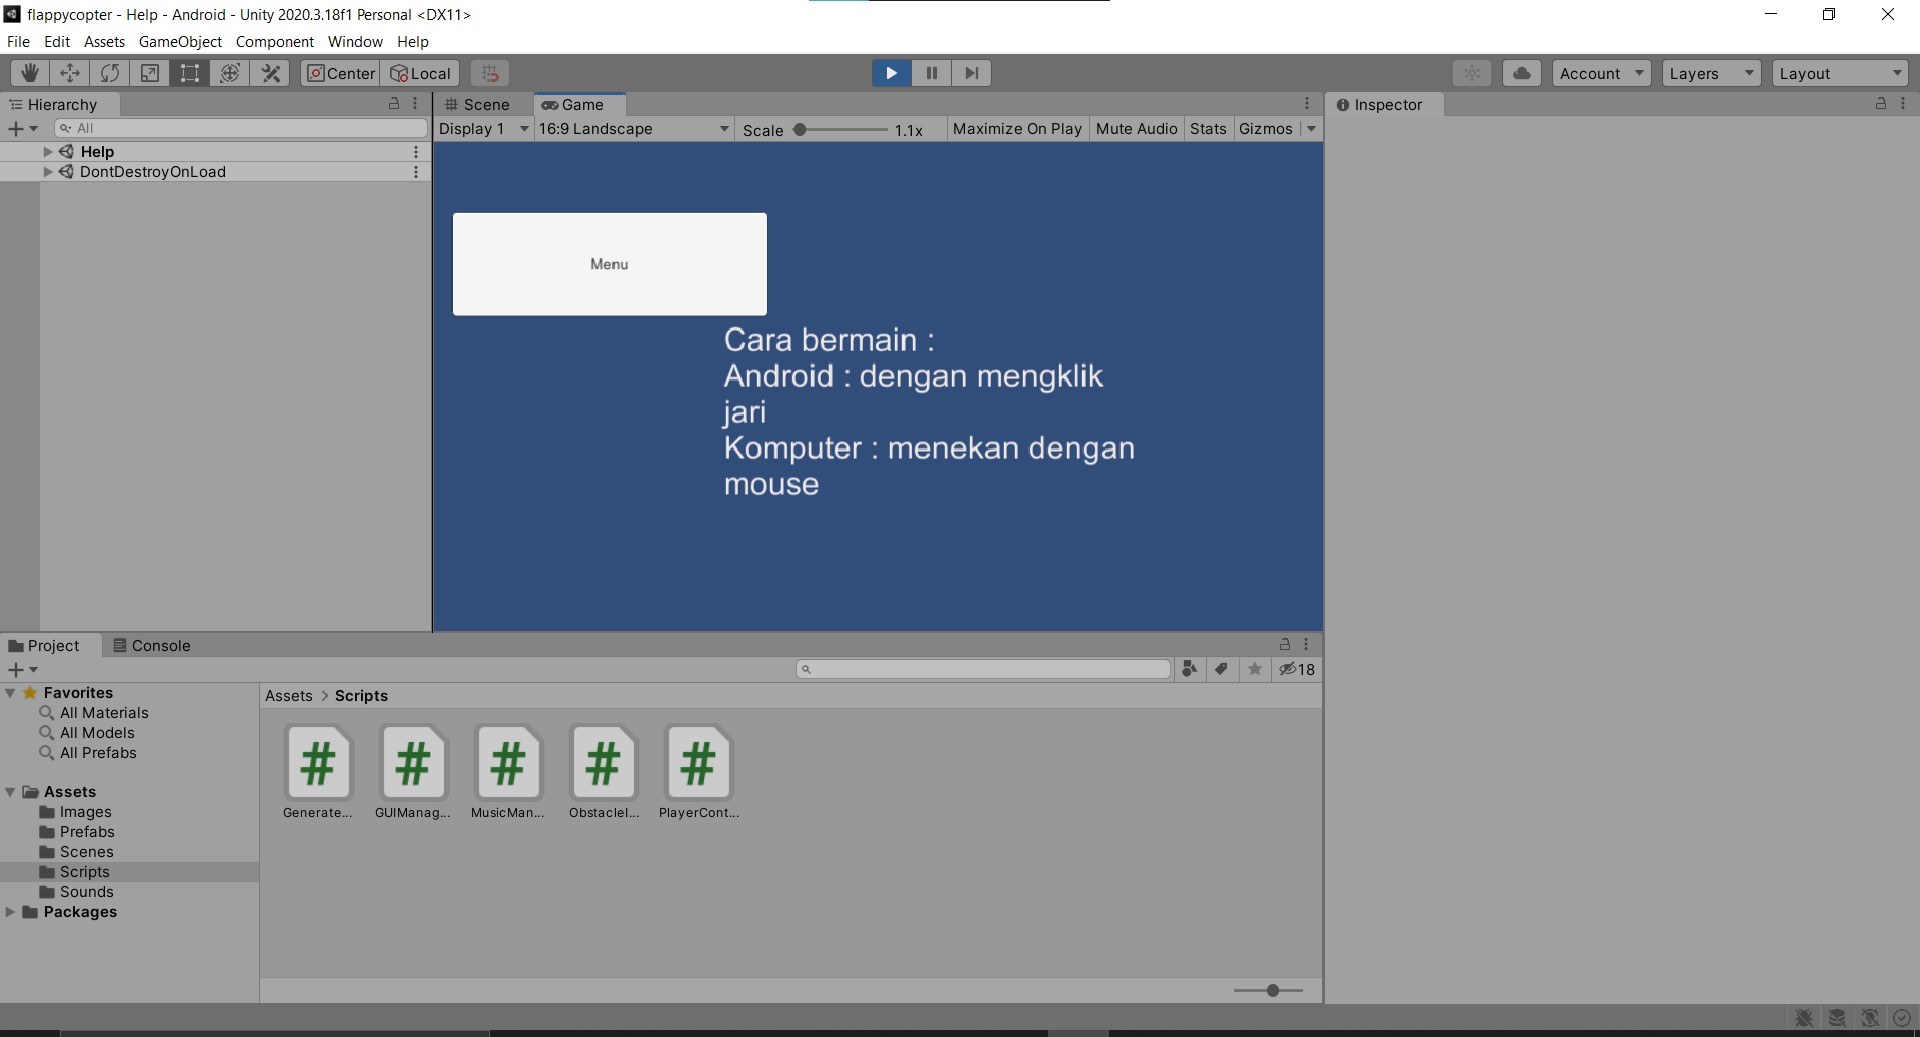 flappycopter - Help - Android - Unity 2020.3.18f1 Personal <DX11>
File Edit Assets GameObject Component Window Help
Center Local Account Layers Layout
Hierarchy
All
Help
DontDestroyOnLoad
Scene Game
Display 1 16:9 Landscape Scale 1.1x Maximize On Play Mute Audio Stats Gizmos
Menu
Cara bermain :
Android : dengan mengklik
jari
Komputer : menekan dengan
mouse
Inspector
Project Console
18
Favorites
All Materials
All Models
All Prefabs
Assets
Images
Prefabs
Scenes
Scripts
Sounds
Packages
Assets > Scripts
Generate... GUIManag... MusicMan... ObstacleI... PlayerCont...